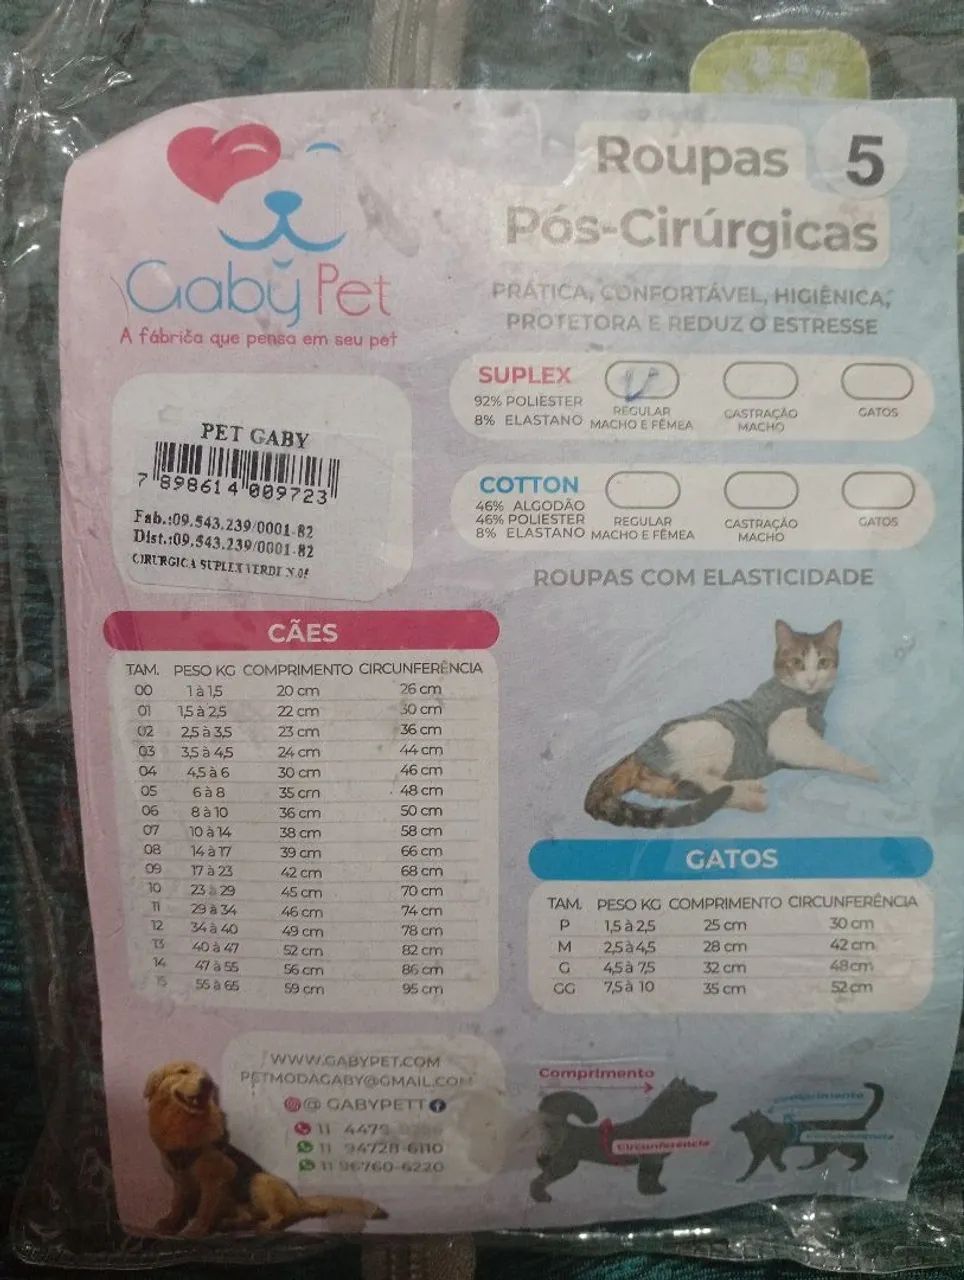 Roupas 5
Pós-Cirúrgicas
PRÁTICA, CONFORTÁVEL, HIGIÊNICA,
PROTETORA E REDUZ O ESTRESSE
Gaby Pet
A fábrica que pensa em seu pet
SUPLEX
92% POLIÉSTER
8% ELASTANO
REGULAR
MACHO E FÊMEA
CASTRAÇÃO
MACHO
GATOS
COTTON
46% ALGODÃO
46% POLIÉSTER
8% ELASTANO
REGULAR
MACHO E FÊMEA
CASTRAÇÃO
MACHO
GATOS
ROUPAS COM ELASTICIDADE
PET GABY
7 898614 009723
Fab.:09.543.239/0001-82
Dist.:09.543.239/0001-82
CIRURGICA SUPLEX VERDE N.05
CÃES
TAM. PESO KG COMPRIMENTO CIRCUNFERÊNCIA
00 1 à 1,5 20 cm 26 cm
01 1,5 à 2,5 22 cm 30 cm
02 2,5 à 3,5 23 cm 36 cm
03 3,5 à 4,5 24 cm 44 cm
04 4,5 à 6 30 cm 46 cm
05 6 à 8 35 cm 48 cm
06 8 à 10 36 cm 50 cm
07 10 à 14 38 cm 58 cm
08 14 à 17 39 cm 66 cm
09 17 à 23 42 cm 68 cm
10 23 à 29 45 cm 70 cm
11 29 à 34 46 cm 74 cm
12 34 à 40 49 cm 78 cm
13 40 à 47 52 cm 82 cm
14 47 à 55 56 cm 86 cm
15 55 à 65 59 cm 95 cm
GATOS
TAM. PESO KG COMPRIMENTO CIRCUNFERÊNCIA
P 1,5 à 2,5 25 cm 30 cm
M 2,5 à 4,5 28 cm 42 cm
G 4,5 à 7,5 32 cm 48cm
GG 7,5 à 10 35 cm 52 cm
WWW.GABYPET.COM
PETMODAGABY@GMAIL.COM
@ GABYPETT
11 4479
11 94728-6110
11 96760-6220
Comprimento
Circunferência
Comprimento
Circunferência